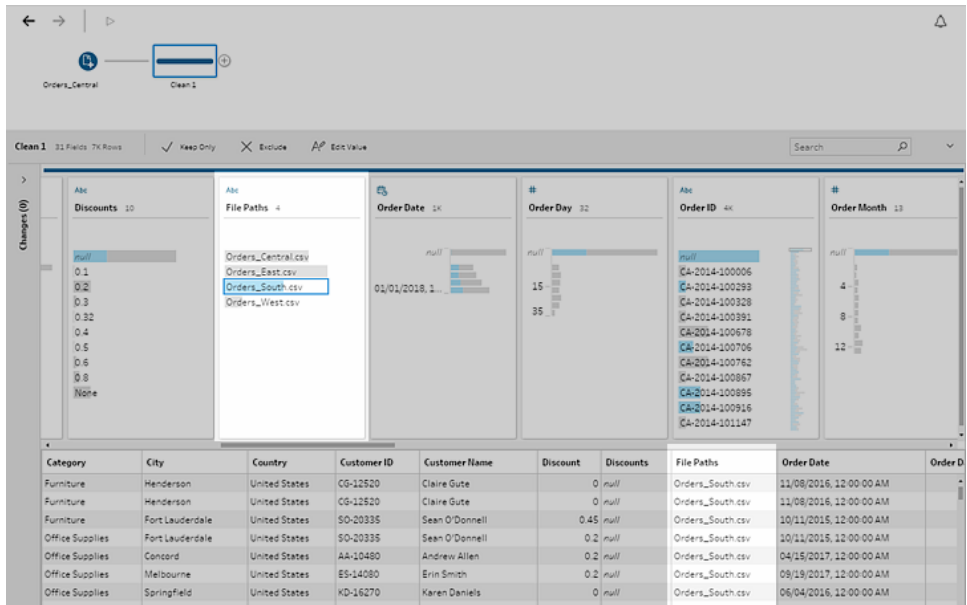 Orders_Central
Clean 1
Clean 1 31 Fields 7K Rows Keep Only Exclude Edit Value Search
Changes (0)
Abc
Discounts 10
null
0.1
0.2
0.3
0.32
0.4
0.5
0.6
0.8
None
Abc
File Paths 4
Orders_Central.csv
Orders_East.csv
Orders_South.csv
Orders_West.csv
Order Date 1K
null
01/01/2018, 1...
#
Order Day 32
null
15
35
Abc
Order ID 4K
null
CA-2014-100006
CA-2014-100293
CA-2014-100328
CA-2014-100391
CA-2014-100678
CA-2014-100706
CA-2014-100762
CA-2014-100867
CA-2014-100895
CA-2014-100916
CA-2014-101147
#
Order Month 13
null
4
8
12
Category City Country Customer ID Customer Name Discount Discounts File Paths Order Date Order D
Furniture Henderson United States CG-12520 Claire Gute 0 null Orders_South.csv 11/08/2016, 12:00:00 AM
Furniture Henderson United States CG-12520 Claire Gute 0 null Orders_South.csv 11/08/2016, 12:00:00 AM
Furniture Fort Lauderdale United States SO-20335 Sean O'Donnell 0.45 null Orders_South.csv 10/11/2015, 12:00:00 AM
Office Supplies Fort Lauderdale United States SO-20335 Sean O'Donnell 0.2 null Orders_South.csv 10/11/2015, 12:00:00 AM
Office Supplies Concord United States AA-10480 Andrew Allen 0.2 null Orders_South.csv 04/15/2017, 12:00:00 AM
Office Supplies Melbourne United States ES-14080 Erin Smith 0.2 null Orders_South.csv 09/19/2017, 12:00:00 AM
Office Supplies Springfield United States KD-16270 Karen Daniels 0 null Orders_South.csv 06/04/2016, 12:00:00 AM